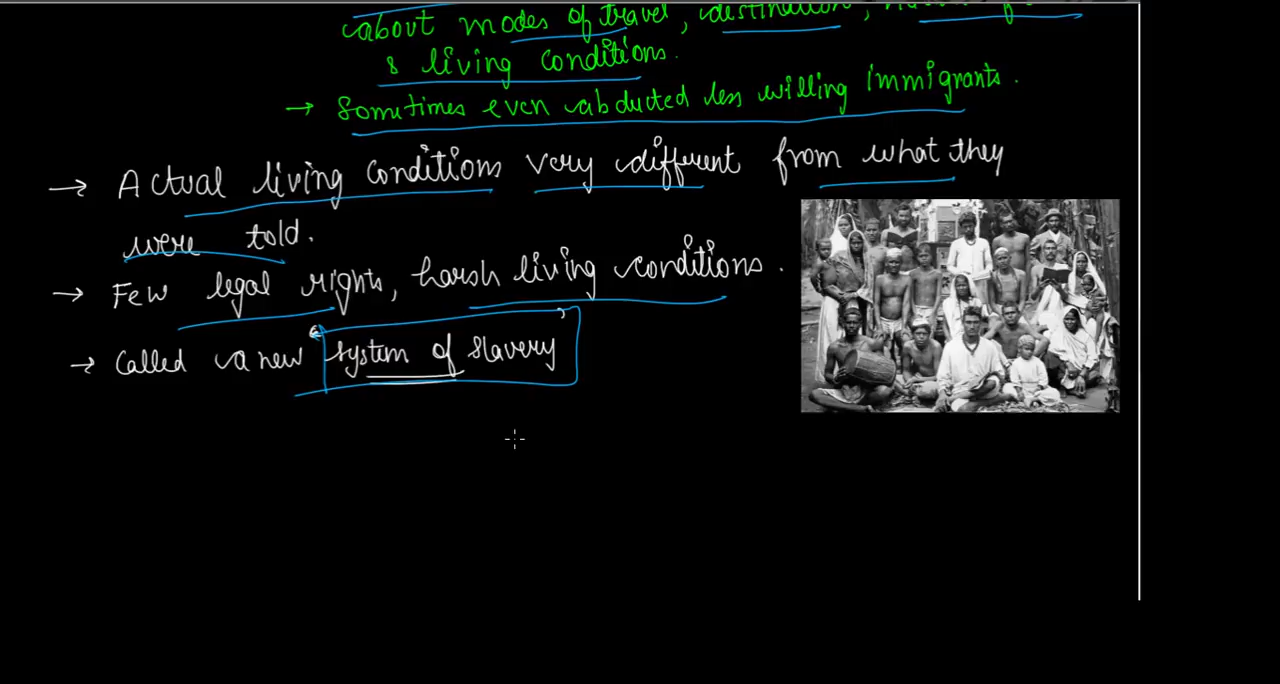 about modes of travel, destination,
& living conditions.
→ Sometimes even abducted less willing immigrants.
→ Actual living conditions very different from what they
were told.
→ Few legal rights, harsh living conditions.
→ Called a new 'system of slavery'